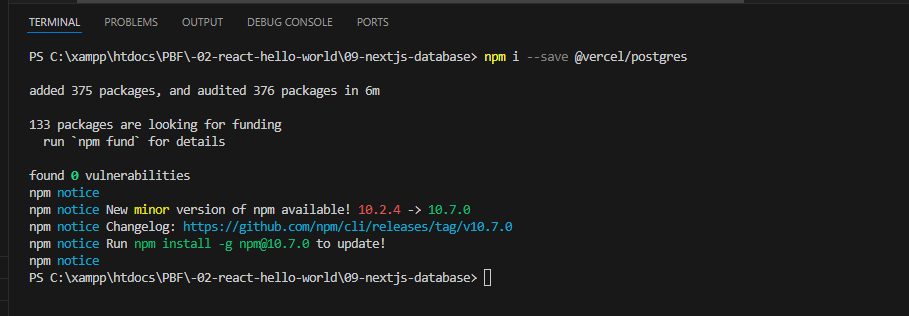 TERMINAL PROBLEMS OUTPUT DEBUG CONSOLE PORTS
PS C:\xampp\htdocs\PBF\-02-react-hello-world\09-nextjs-database> npm i --save @vercel/postgres
added 375 packages, and audited 376 packages in 6m
133 packages are looking for funding
  run `npm fund` for details
found 0 vulnerabilities
npm notice
npm notice New minor version of npm available! 10.2.4 -> 10.7.0
npm notice Changelog: https://github.com/npm/cli/releases/tag/v10.7.0
npm notice Run npm install -g npm@10.7.0 to update!
npm notice
PS C:\xampp\htdocs\PBF\-02-react-hello-world\09-nextjs-database>